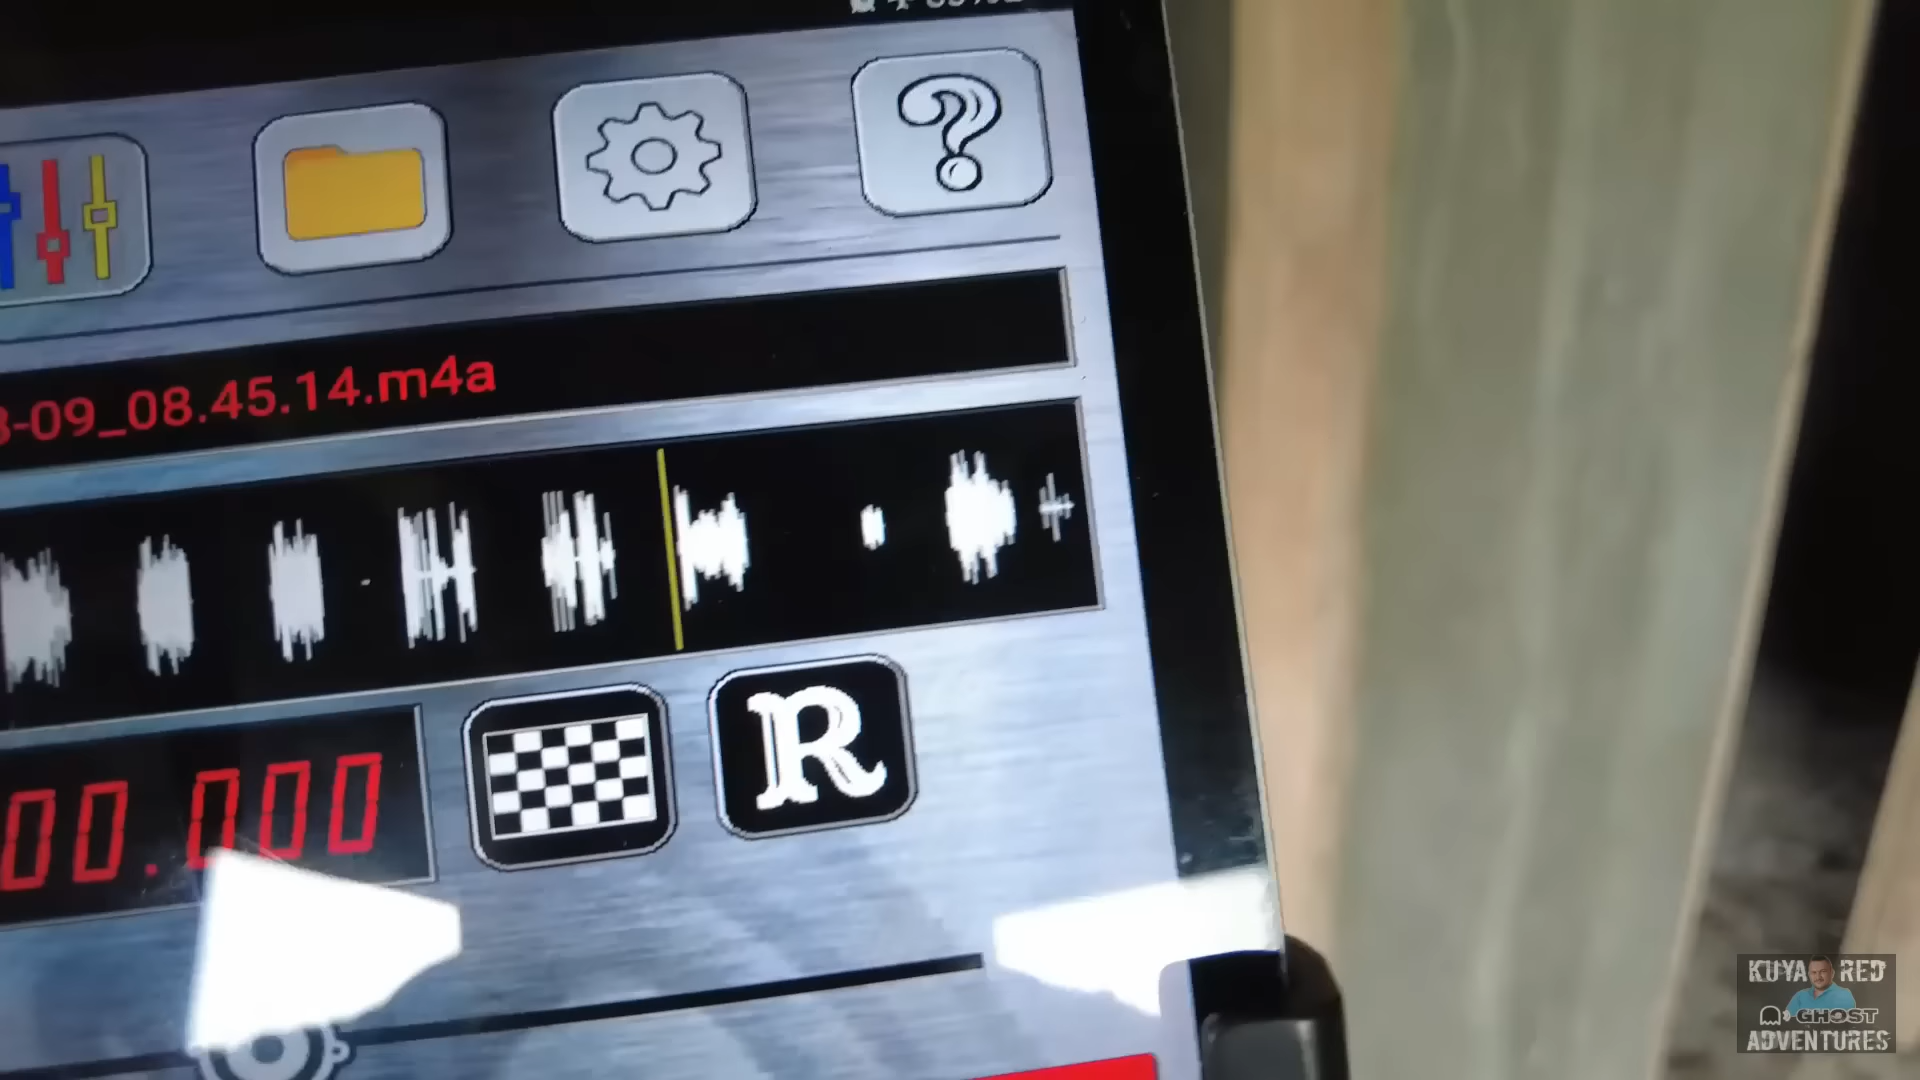 3-09_08.45.14.m4a
00.000
R
KUYA RED
GHOST
ADVENTURES